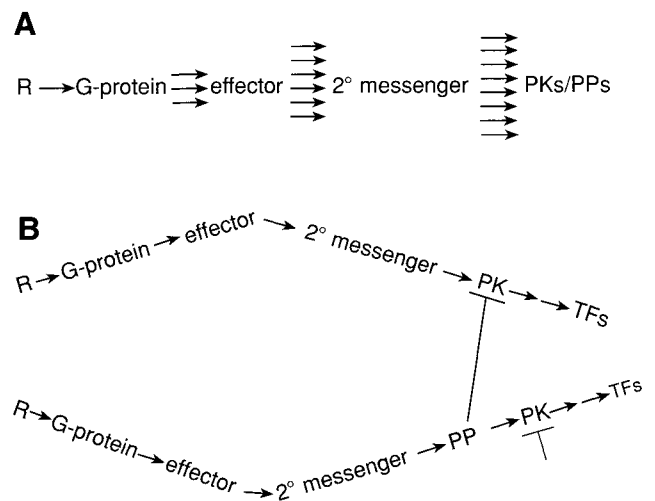 A
R G-protein effector 2° messenger PKs/PPs
B
R G-protein effector 2° messenger PK TFs
R G-protein effector 2° messenger PP PK TFs